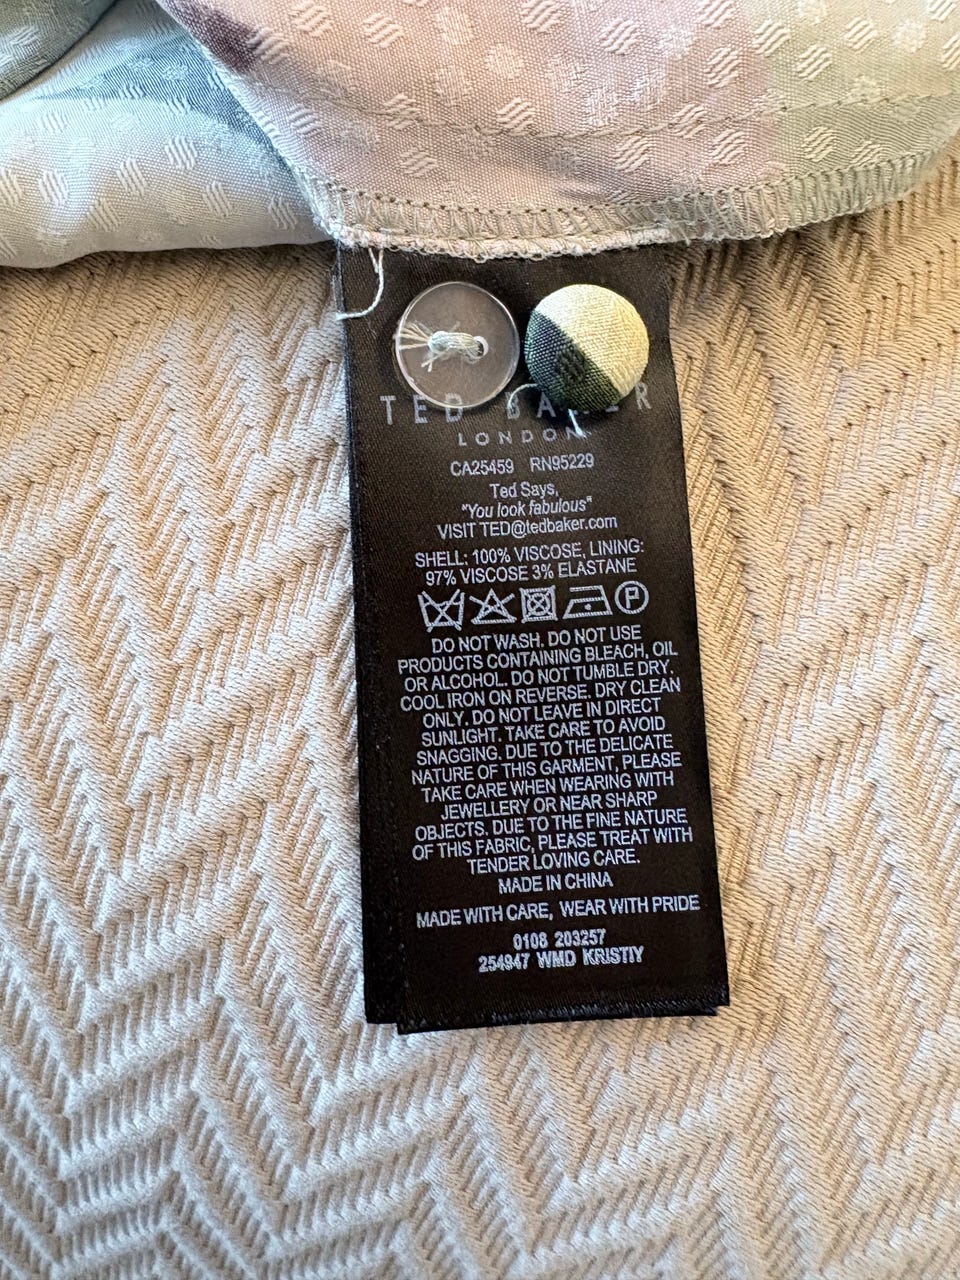 TED BAKER
LONDON
CA25459 RN95229
Ted Says,
"You look fabulous"
VISIT TED@tedbaker.com
SHELL: 100% VISCOSE, LINING:
97% VISCOSE 3% ELASTANE
P
DO NOT WASH. DO NOT USE
PRODUCTS CONTAINING BLEACH, OIL
OR ALCOHOL. DO NOT TUMBLE DRY.
COOL IRON ON REVERSE. DRY CLEAN
ONLY. DO NOT LEAVE IN DIRECT
SUNLIGHT. TAKE CARE TO AVOID
SNAGGING. DUE TO THE DELICATE
NATURE OF THIS GARMENT, PLEASE
TAKE CARE WHEN WEARING WITH
JEWELLERY OR NEAR SHARP
OBJECTS. DUE TO THE FINE NATURE
OF THIS FABRIC, PLEASE TREAT WITH
TENDER LOVING CARE.
MADE IN CHINA
MADE WITH CARE, WEAR WITH PRIDE
0108 203257
254947 WMD KRISTIY